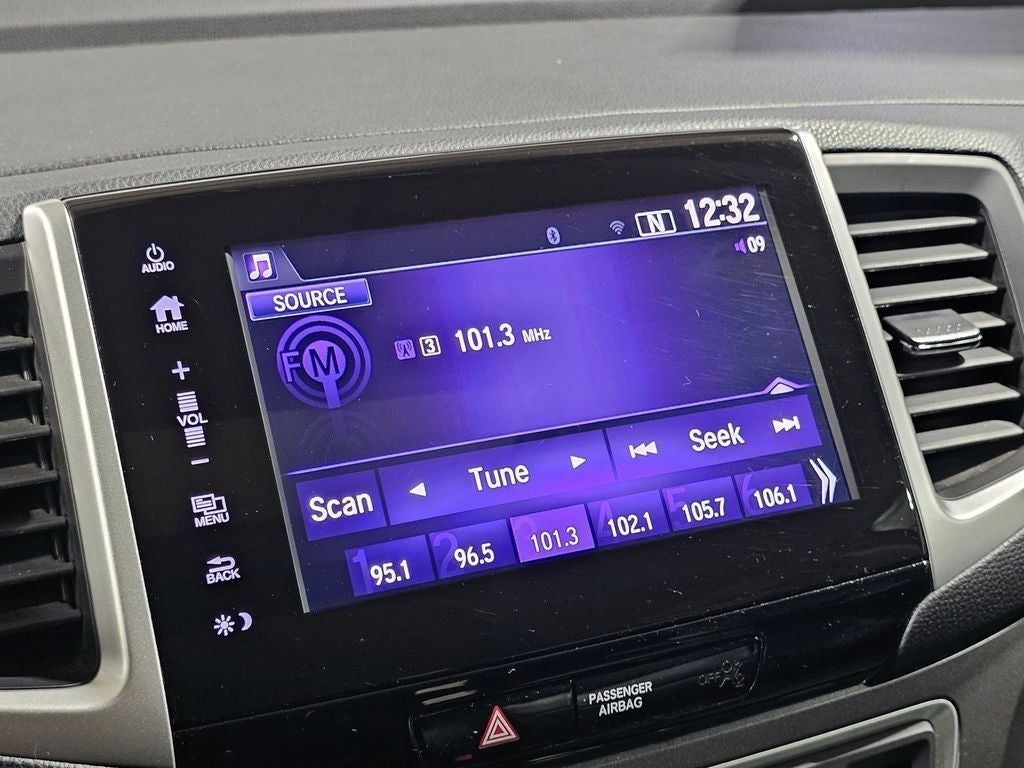 AUDIO
HOME
+
VOL
-
MENU
BACK
N 12:32
09
SOURCE
FM
3 101.3 MHz
Scan
Tune
Seek
1 95.1
2 96.5
3 101.3
4 102.1
5 105.7
6 106.1
PASSENGER
AIRBAG
OFF